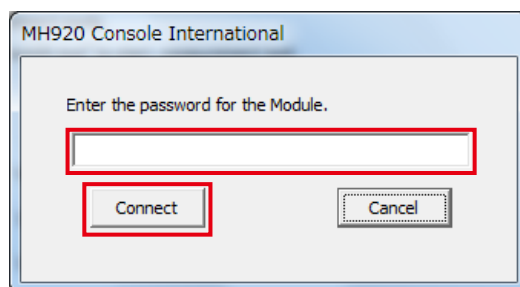 MH920 Console International
Enter the password for the Module.
Connect
Cancel